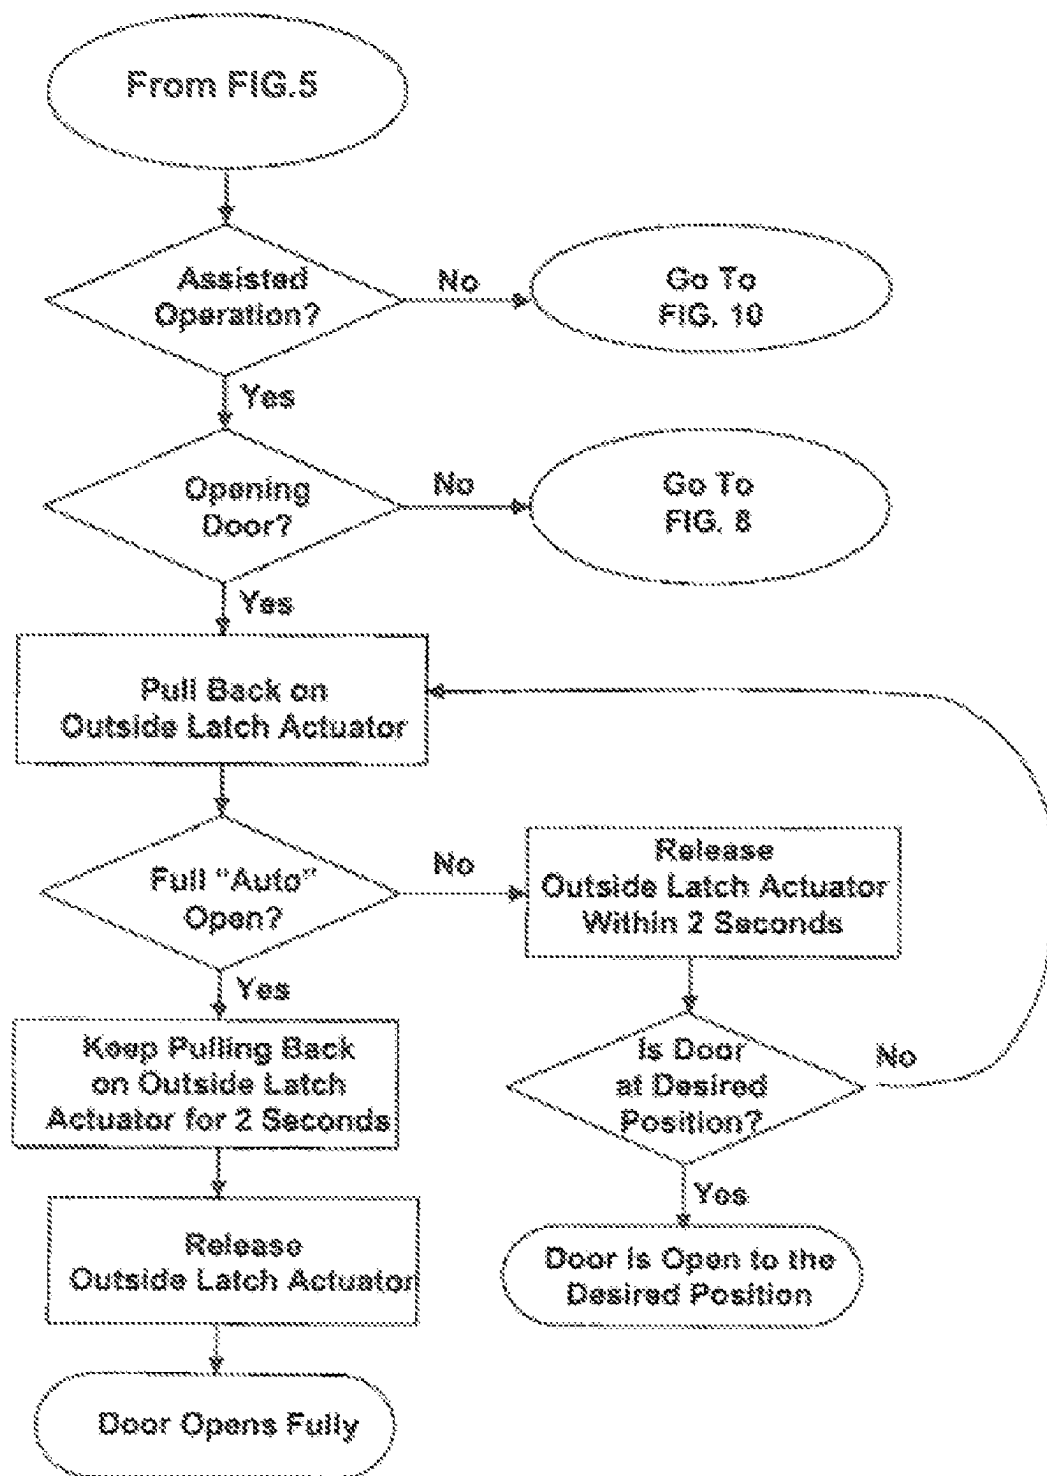 From FIG.5
Assisted
Operation?
No
Go To
FIG. 10
Yes
Opening
Door?
No
Go To
FIG. 8
Yes
Pull Back on
Outside Latch Actuator
Full "Auto"
Open?
No
Release
Outside Latch Actuator
Within 2 Seconds
Yes
Keep Pulling Back
on Outside Latch
Actuator for 2 Seconds
Is Door
at Desired
Position?
No
Yes
Release
Outside Latch Actuator
Door is Open to the
Desired Position
Door Opens Fully